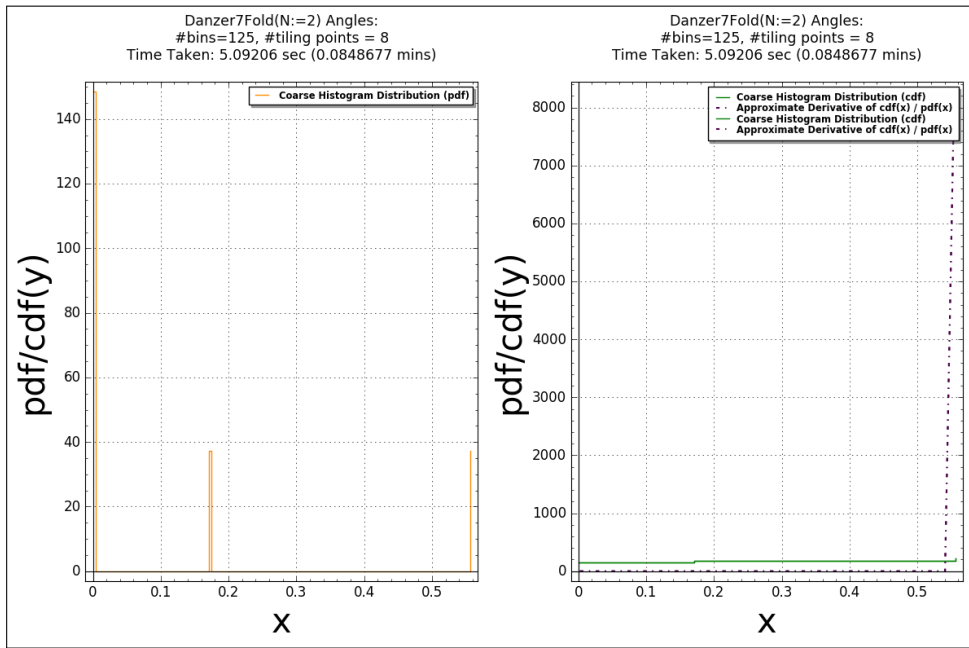 Danzer7Fold(N:=2) Angles:
#bins=125, #tiling points = 8
Time Taken: 5.09206 sec (0.0848677 mins)
Coarse Histogram Distribution (pdf)
140
120
100
80
60
40
20
0
0 0.1 0.2 0.3 0.4 0.5
x
pdf/cdf(y)
Danzer7Fold(N:=2) Angles:
#bins=125, #tiling points = 8
Time Taken: 5.09206 sec (0.0848677 mins)
Coarse Histogram Distribution (cdf)
Approximate Derivative of cdf(x) / pdf(x)
Coarse Histogram Distribution (cdf)
Approximate Derivative of cdf(x) / pdf(x)
8000
7000
6000
5000
4000
3000
2000
1000
0
0 0.1 0.2 0.3 0.4 0.5
x
pdf/cdf(y)